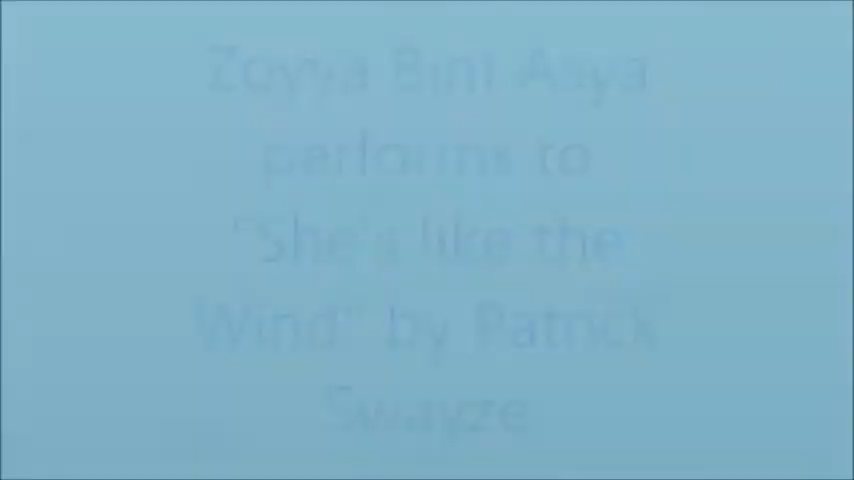 Zoyya Bint Asya
performs to
"She's like the
Wind" by Patrick
Swayze